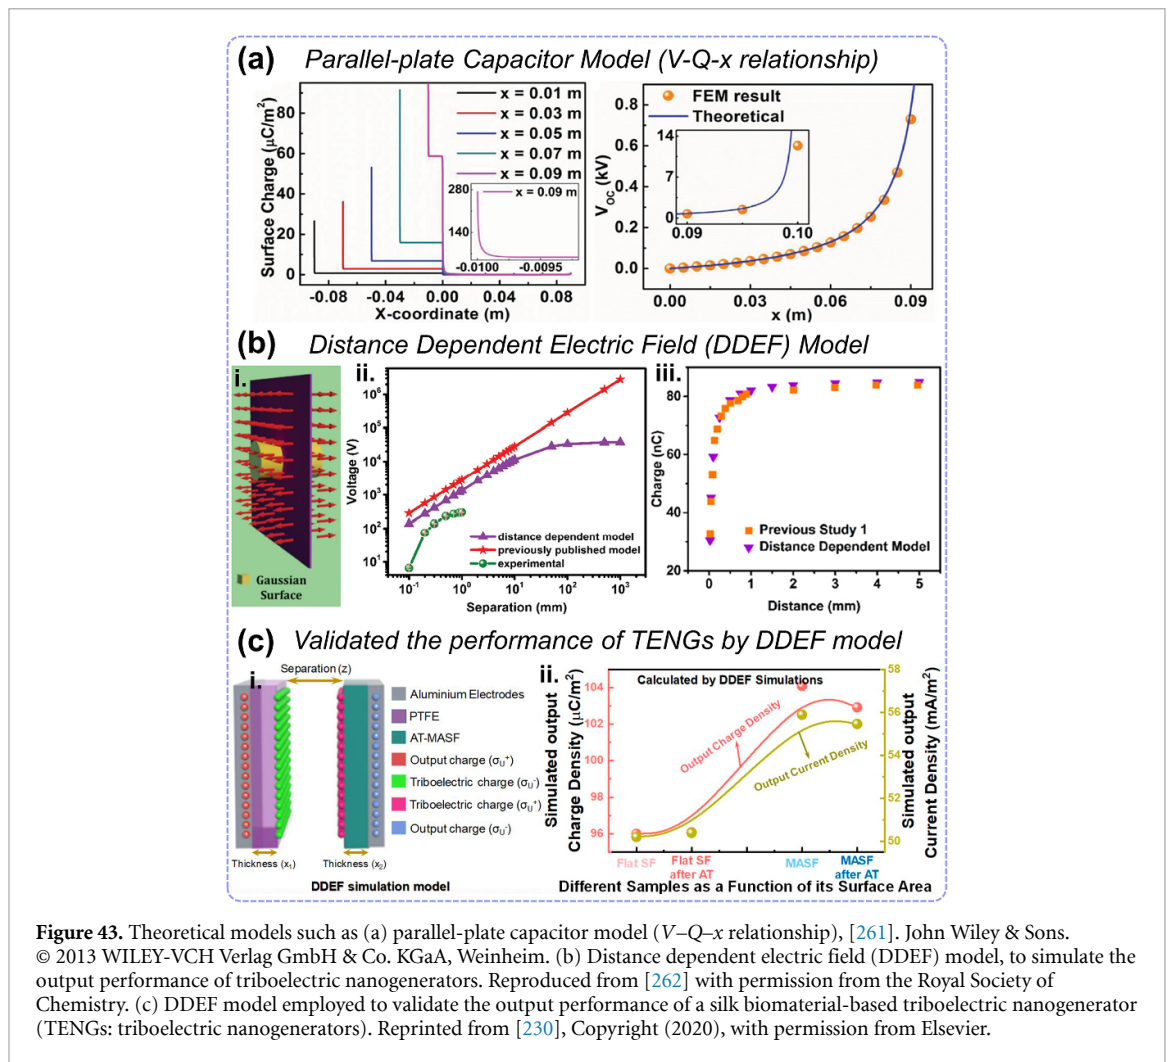 (a) Parallel-plate Capacitor Model (V-Q-x relationship)
Surface Charge (µC/m²)
80
60
40
20
0
x = 0.01 m
x = 0.03 m
x = 0.05 m
x = 0.07 m
x = 0.09 m
280
140
x = 0.09 m
-0.0100 -0.0095
-0.08 -0.04 0.00 0.04 0.08
X-coordinate (m)
V_OC (kV)
0.8
0.6
0.4
0.2
0.0
FEM result
Theoretical
14
7
0
0.09 0.10
0.00 0.03 0.06 0.09
x (m)
(b) Distance Dependent Electric Field (DDEF) Model
i.
Gaussian
Surface
ii.
Voltage (V)
10⁶
10⁵
10⁴
10³
10²
10¹
distance dependent model
previously published model
experimental
10⁻¹ 10⁰ 10¹ 10² 10³
Separation (mm)
iii.
Charge (nC)
80
60
40
20
Previous Study 1
Distance Dependent Model
0 1 2 3 4 5
Distance (mm)
(c) Validated the performance of TENGs by DDEF model
i.
Separation (z)
Aluminium Electrodes
PTFE
AT-MASF
Output charge (σU⁺)
Triboelectric charge (σU⁻)
Triboelectric charge (σU⁺)
Output charge (σU⁻)
Thickness (x₁) Thickness (x₂)
DDEF simulation model
ii.
Simulated output
Charge Density (µC/m²)
104
102
100
98
96
Calculated by DDEF Simulations
Output Charge Density
Output Current Density
58
56
54
52
50
Simulated output
Current Density (mA/m²)
Flat SF
Flat SF
after AT
MASF
MASF
after AT
Different Samples as a Function of its Surface Area
Figure 43. Theoretical models such as (a) parallel-plate capacitor model (V–Q–x relationship), [261]. John Wiley & Sons.
© 2013 WILEY-VCH Verlag GmbH & Co. KGaA, Weinheim. (b) Distance dependent electric field (DDEF) model, to simulate the
output performance of triboelectric nanogenerators. Reproduced from [262] with permission from the Royal Society of
Chemistry. (c) DDEF model employed to validate the output performance of a silk biomaterial-based triboelectric nanogenerator
(TENGs: triboelectric nanogenerators). Reprinted from [230], Copyright (2020), with permission from Elsevier.